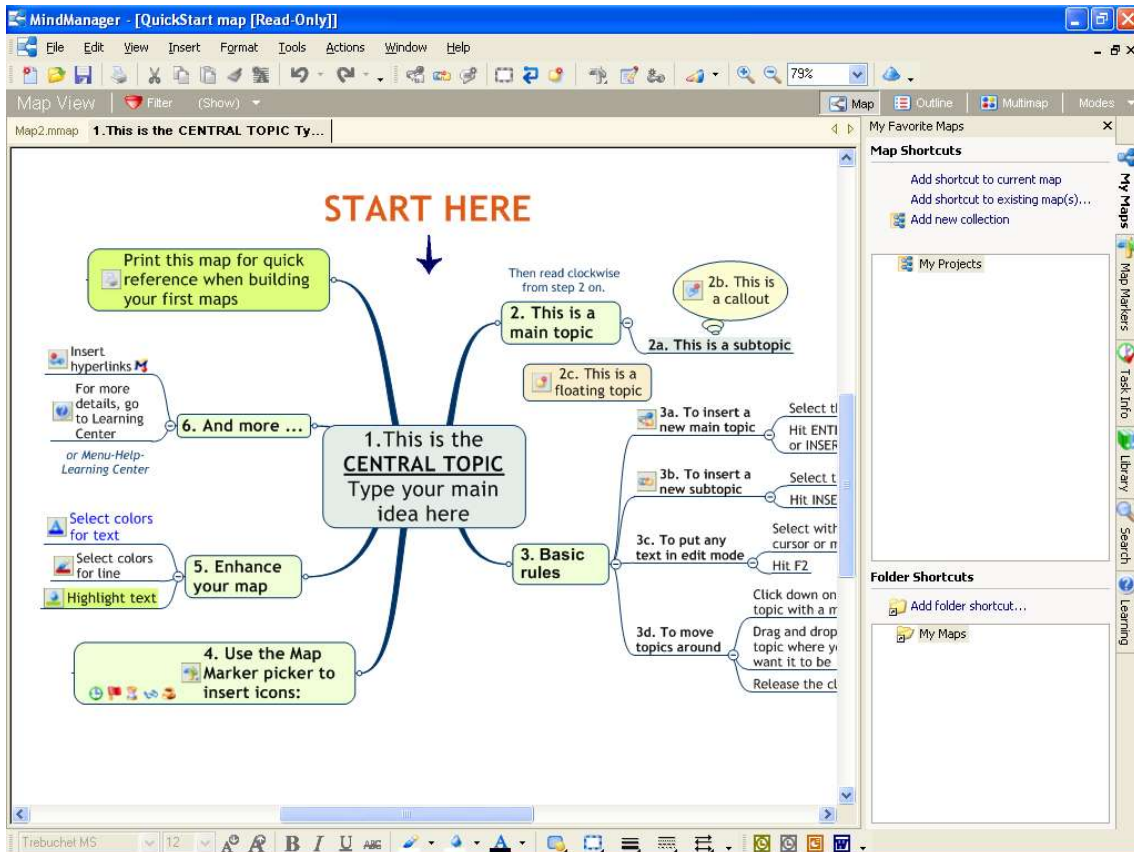 MindManager - [QuickStart map [Read-Only]]
File Edit View Insert Format Tools Actions Window Help
79%
Map View Filter (Show) Map Outline Multimap Modes
Map2.mmap 1.This is the CENTRAL TOPIC Ty...
START HERE
Print this map for quick
reference when building
your first maps
Then read clockwise
from step 2 on.
2. This is a
main topic
2b. This is
a callout
2a. This is a subtopic
2c. This is a
floating topic
Insert
hyperlinks
For more
details, go
to Learning
Center
or Menu-Help-
Learning Center
6. And more ...
1.This is the
CENTRAL TOPIC
Type your main
idea here
3a. To insert a
new main topic
Select th
Hit ENTI
or INSER
3b. To insert a
new subtopic
Select t
Hit INSE
3. Basic
rules
3c. To put any
text in edit mode
Select with
cursor or m
Hit F2
3d. To move
topics around
Click down on
topic with a m
Drag and drop
topic where yo
want it to be
Release the cl
Select colors
for text
Select colors
for line
Highlight text
5. Enhance
your map
4. Use the Map
Marker picker to
insert icons:
My Favorite Maps
Map Shortcuts
Add shortcut to current map
Add shortcut to existing map(s)...
Add new collection
My Projects
Folder Shortcuts
Add folder shortcut...
My Maps
My Maps
Map Markers
Task Info
Library
Search
Learning
Trebuchet MS 12 B I U ABC A